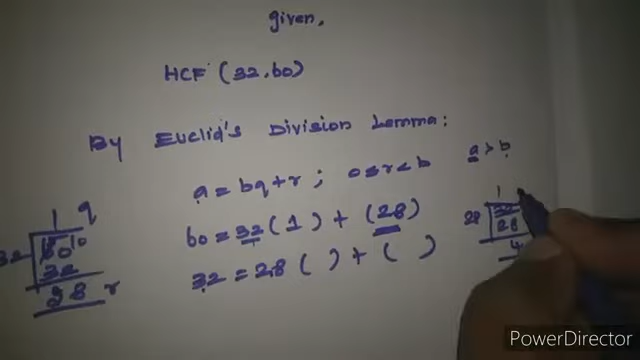 given,
HCF (32,60)
By Euclid's Division Lemma:
a = bq+r ; 0≤r<b a>b
60 = 32 ( 1 ) + (28)
32 = 28 ( ) + ( )
1 q
32 60 10
32
28 r
1
28 32
28
4
PowerDirector